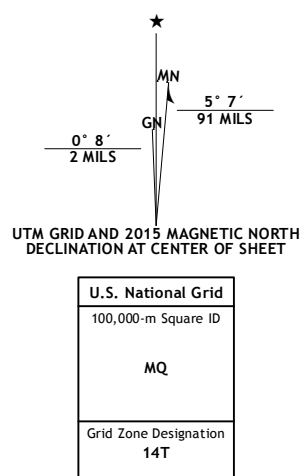 ★
MN
5° 7´
91 MILS
GN
0° 8´
2 MILS
UTM GRID AND 2015 MAGNETIC NORTH
DECLINATION AT CENTER OF SHEET
U.S. National Grid
100,000-m Square ID
MQ
Grid Zone Designation
14T